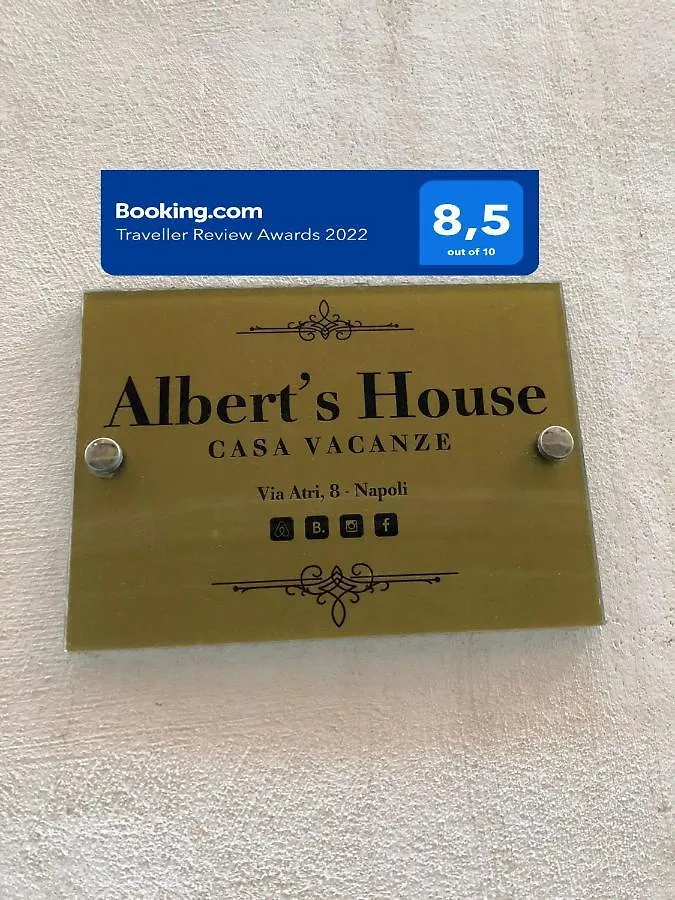 Booking.com
Traveller Review Awards 2022
8,5
out of 10
Albert's House
CASA VACANZE
Via Atri, 8 - Napoli
B.
f